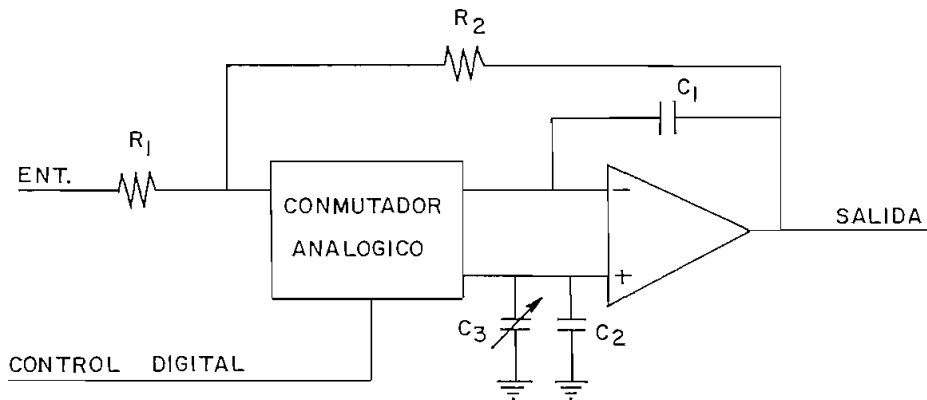 R2
C1
R1
ENT.
CONMUTADOR
ANALOGICO
−
+
SALIDA
C3
C2
CONTROL DIGITAL